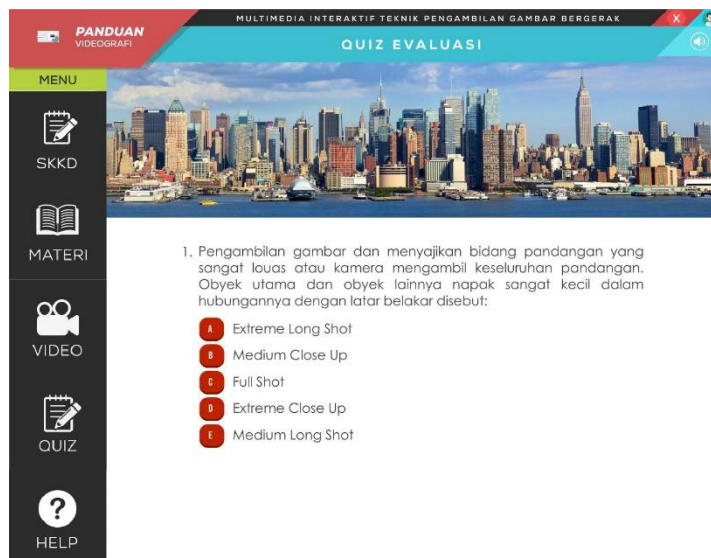 MULTIMEDIA INTERAKTIF TEKNIK PENGAMBILAN GAMBAR BERGERAK
X
PANDUAN
VIDEOGRAFI
QUIZ EVALUASI
MENU
SKKD
MATERI
VIDEO
QUIZ
HELP
1. Pengambilan gambar dan menyajikan bidang pandangan yang
sangat louas atau kamera mengambil keseluruhan pandangan.
Obyek utama dan obyek lainnya napak sangat kecil dalam
hubungannya dengan latar belakar disebut:
A Extreme Long Shot
B Medium Close Up
C Full Shot
D Extreme Close Up
E Medium Long Shot